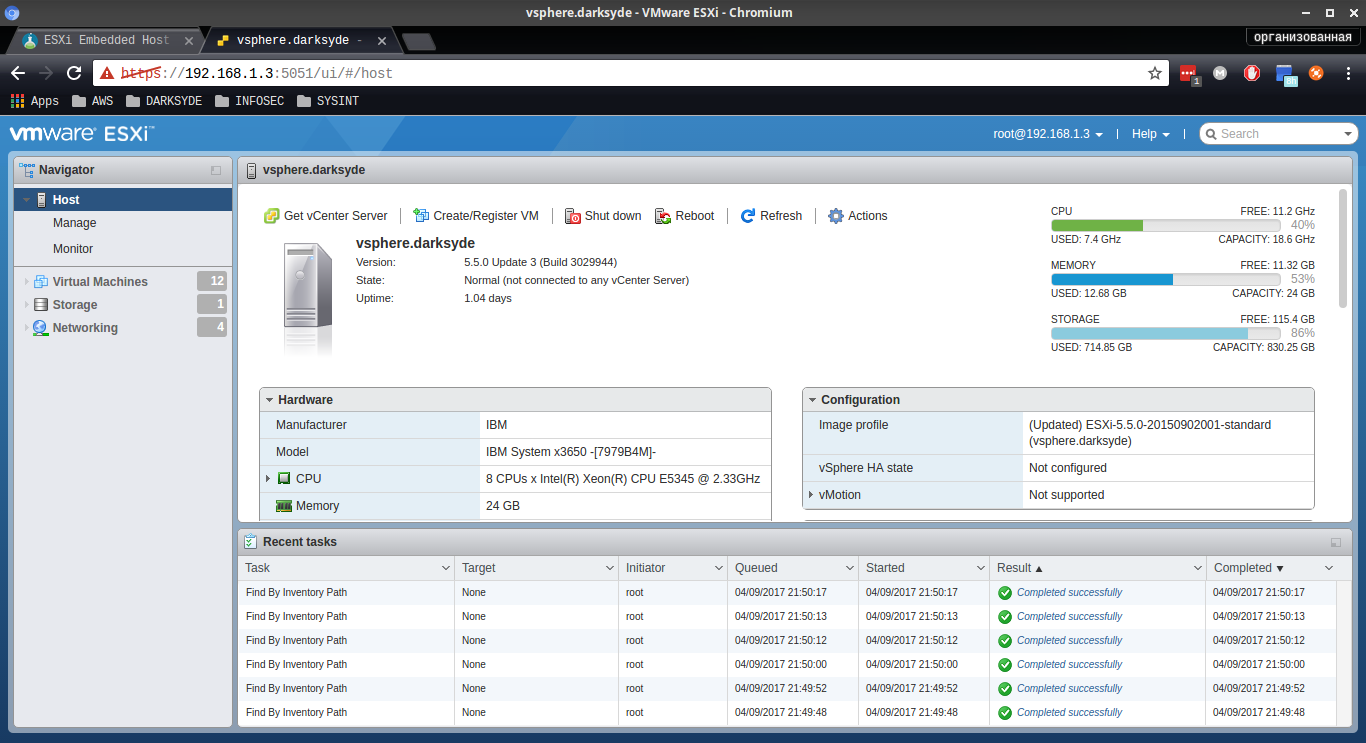 vsphere.darksyde - VMware ESXi - Chromium
ESXi Embedded Host
vsphere.darksyde -
организованная
https://192.168.1.3:5051/ui/#/host
1
M
Bh
Apps AWS DARKSYDE INFOSEC SYSINT
vmware® ESXi™
root@192.168.1.3 | Help | Search
Navigator
Host
Manage
Monitor
Virtual Machines 12
Storage 1
Networking 4
vsphere.darksyde
Get vCenter Server | Create/Register VM | Shut down Reboot | Refresh | Actions
vsphere.darksyde
Version: 5.5.0 Update 3 (Build 3029944)
State: Normal (not connected to any vCenter Server)
Uptime: 1.04 days
CPU FREE: 11.2 GHz
40%
USED: 7.4 GHz CAPACITY: 18.6 GHz
MEMORY FREE: 11.32 GB
53%
USED: 12.68 GB CAPACITY: 24 GB
STORAGE FREE: 115.4 GB
86%
USED: 714.85 GB CAPACITY: 830.25 GB
Hardware
Manufacturer IBM
Model IBM System x3650 -[7979B4M]-
CPU 8 CPUs x Intel(R) Xeon(R) CPU E5345 @ 2.33GHz
Memory 24 GB
Configuration
Image profile (Updated) ESXi-5.5.0-20150902001-standard
(vsphere.darksyde)
vSphere HA state Not configured
vMotion Not supported
Recent tasks
Task Target Initiator Queued Started Result ▲ Completed ▼
Find By Inventory Path None root 04/09/2017 21:50:17 04/09/2017 21:50:17 Completed successfully 04/09/2017 21:50:17
Find By Inventory Path None root 04/09/2017 21:50:13 04/09/2017 21:50:13 Completed successfully 04/09/2017 21:50:13
Find By Inventory Path None root 04/09/2017 21:50:12 04/09/2017 21:50:12 Completed successfully 04/09/2017 21:50:12
Find By Inventory Path None root 04/09/2017 21:50:00 04/09/2017 21:50:00 Completed successfully 04/09/2017 21:50:00
Find By Inventory Path None root 04/09/2017 21:49:52 04/09/2017 21:49:52 Completed successfully 04/09/2017 21:49:52
Find By Inventory Path None root 04/09/2017 21:49:48 04/09/2017 21:49:48 Completed successfully 04/09/2017 21:49:48